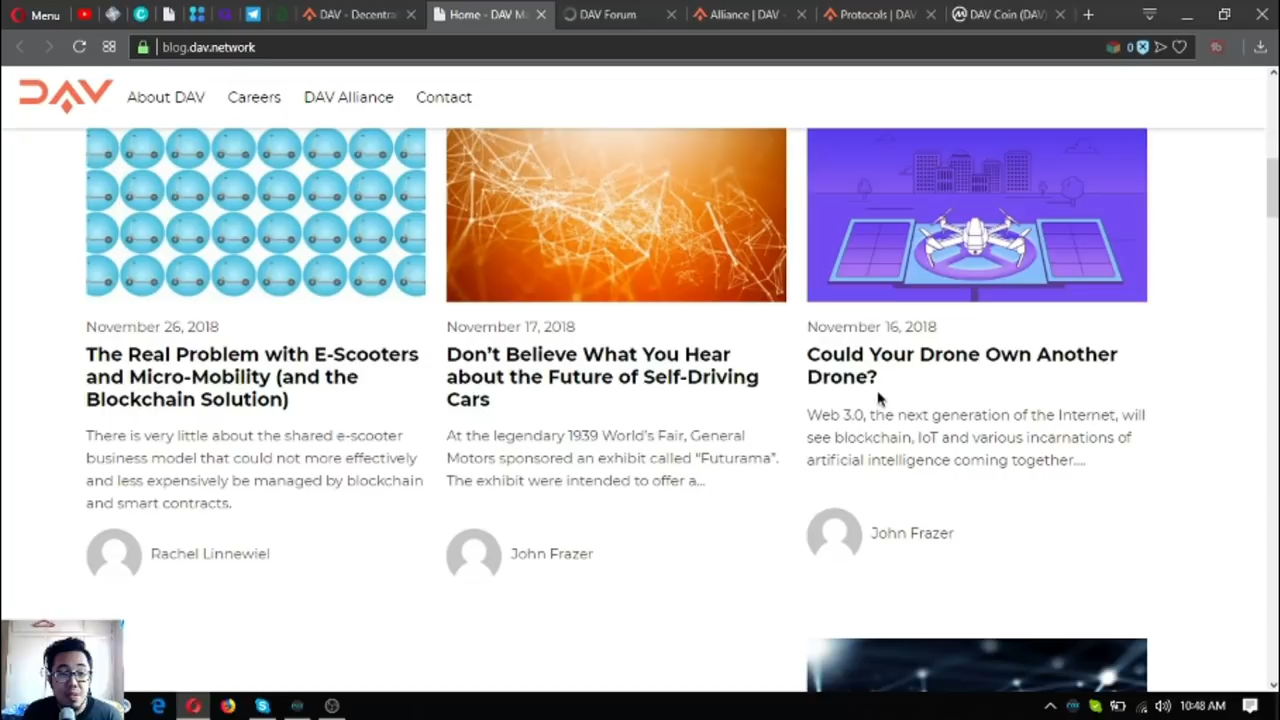 Menu
DAV - Decentra
Home - DAV M
DAV Forum
Alliance | DAV
Protocols | DAV
DAV Coin (DAV)
blog.dav.network
0
DAV
About DAV
Careers
DAV Alliance
Contact
November 26, 2018
The Real Problem with E-Scooters
and Micro-Mobility (and the
Blockchain Solution)
There is very little about the shared e-scooter
business model that could not more effectively
and less expensively be managed by blockchain
and smart contracts.
Rachel Linnewiel
November 17, 2018
Don't Believe What You Hear
about the Future of Self-Driving
Cars
At the legendary 1939 World's Fair, General
Motors sponsored an exhibit called "Futurama".
The exhibit were intended to offer a...
John Frazer
November 16, 2018
Could Your Drone Own Another
Drone?
Web 3.0, the next generation of the Internet, will
see blockchain, IoT and various incarnations of
artificial intelligence coming together....
John Frazer
10:48 AM